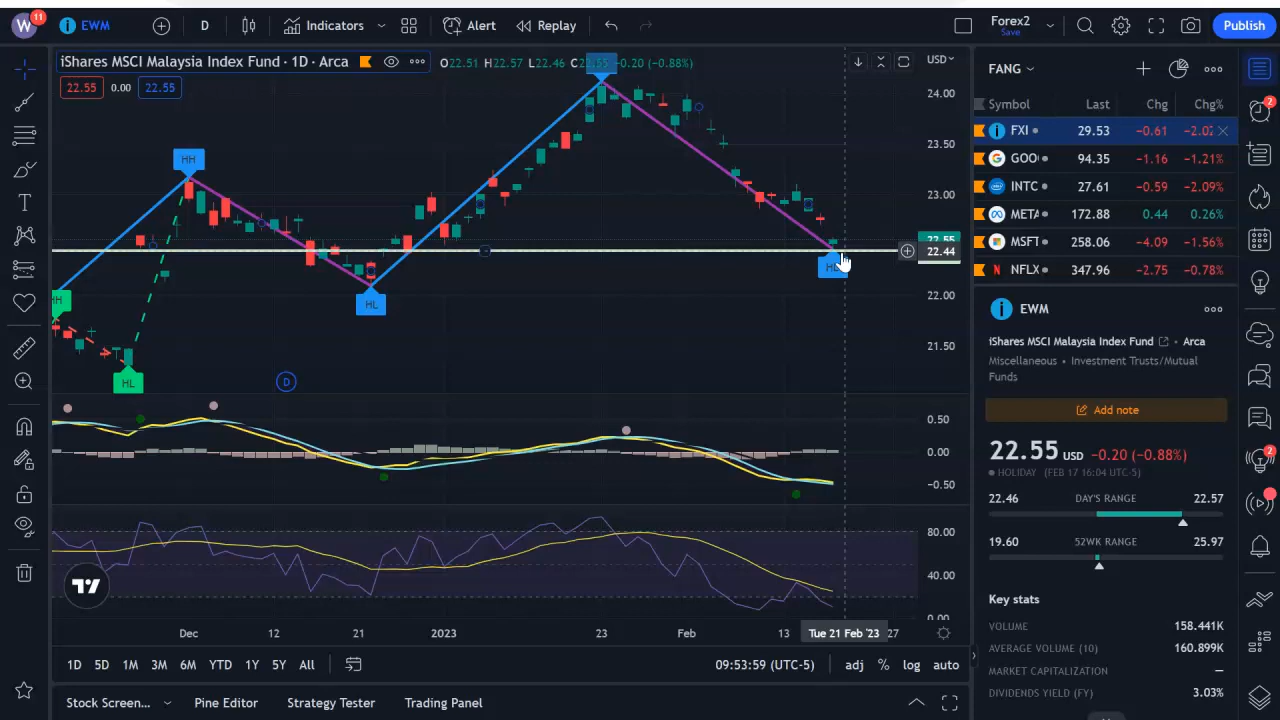 W 11 EWM D Indicators Alert Replay Forex2 Save Publish
iShares MSCI Malaysia Index Fund · 1D · Arca O22.51 H22.57 L22.46 C22.55 −0.20 (−0.88%) USD
22.55 0.00 22.55
24.00
23.50
23.00
22.55
22.44
22.00
21.50
HH
HH
HL
HL
HL
D
0.50
0.00
−0.50
80.00
40.00
0.00
Dec 12 21 2023 23 Feb 13 Tue 21 Feb '23 27
1D 5D 1M 3M 6M YTD 1Y 5Y All 09:53:59 (UTC-5) adj % log auto
Stock Screen... Pine Editor Strategy Tester Trading Panel
FANG
Symbol Last Chg Chg%
FXI 29.53 −0.61
94.35 −1.16 −1.21%
INTC 27.61 −0.59 −2.09%
META 172.88 0.44 0.26%
MSFT 258.06 −4.09 −1.56%
NFLX 347.96 −2.75 −0.78%
EWM
iShares MSCI Malaysia Index Fund · Arca
Miscellaneous • Investment Trusts/Mutual
Funds
Add note
22.55 USD −0.20 (−0.88%)
HOLIDAY (FEB 17 16:04 UTC-5)
22.46 DAY'S RANGE 22.57
19.60 52WK RANGE 25.97
Key stats
VOLUME 158.441K
AVERAGE VOLUME (10) 160.899K
MARKET CAPITALIZATION —
DIVIDENDS YIELD (FY) 3.03%
2
2